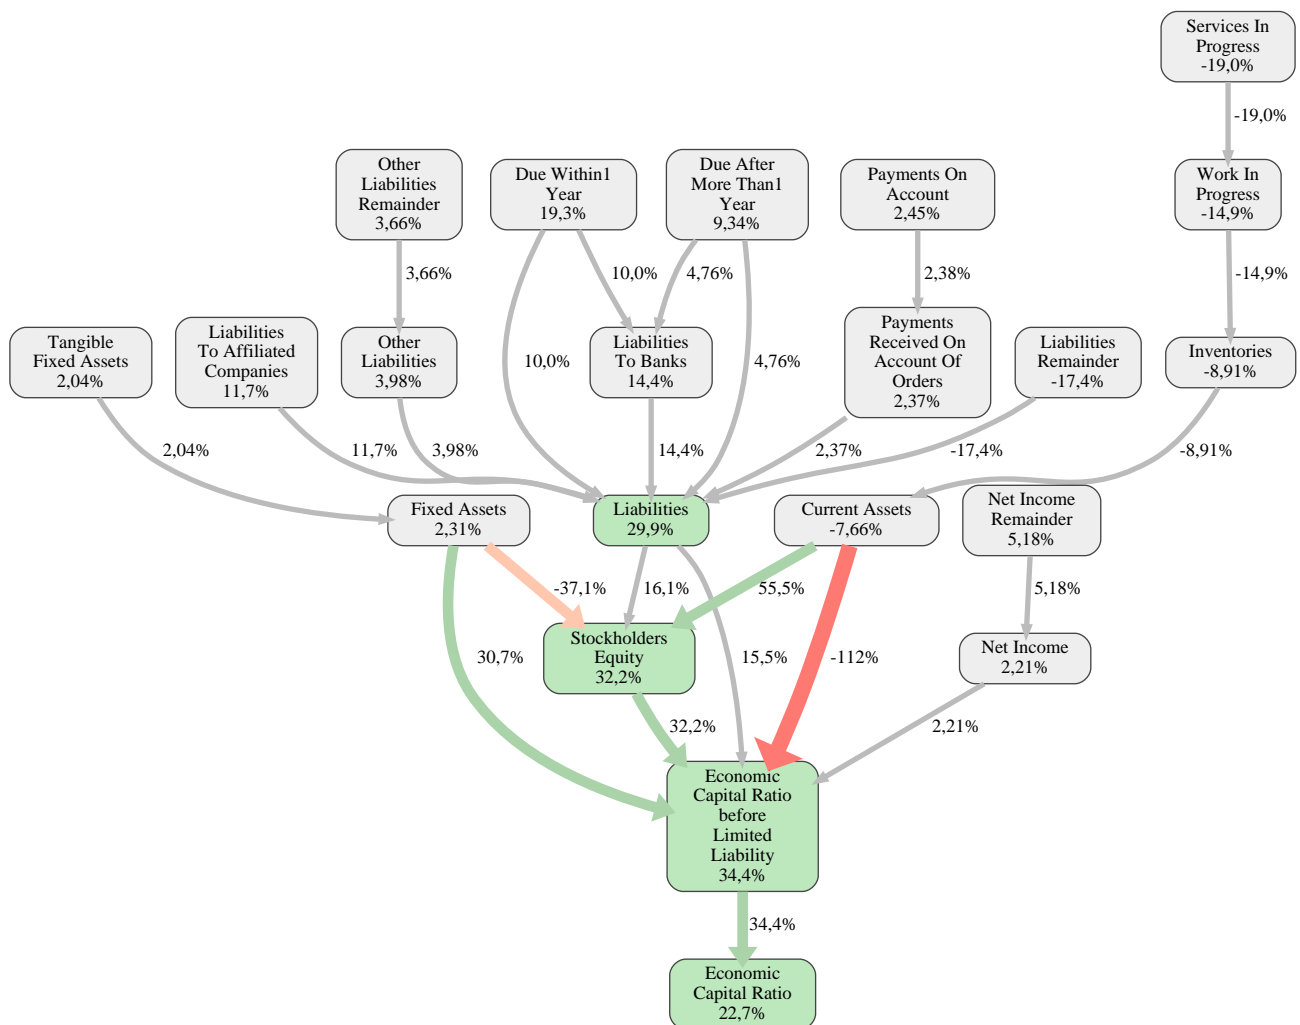 Services In
Progress
-19,0%
-19,0%
Other
Liabilities
Remainder
3,66%
Due Within1
Year
19,3%
Due After
More Than1
Year
9,34%
Payments On
Account
2,45%
Work In
Progress
-14,9%
3,66%
10,0%
4,76%
2,38%
-14,9%
Tangible
Fixed Assets
2,04%
Liabilities
To Affiliated
Companies
11,7%
Other
Liabilities
3,98%
10,0%
Liabilities
To Banks
14,4%
4,76%
Payments
Received On
Account Of
Orders
2,37%
Liabilities
Remainder
-17,4%
Inventories
-8,91%
2,04%
11,7%
3,98%
14,4%
2,37%
-17,4%
-8,91%
Fixed Assets
2,31%
Liabilities
29,9%
Current Assets
-7,66%
Net Income
Remainder
5,18%
-37,1%
16,1%
55,5%
5,18%
30,7%
Stockholders
Equity
32,2%
15,5%
-112%
Net Income
2,21%
32,2%
2,21%
Economic
Capital Ratio
before
Limited
Liability
34,4%
34,4%
Economic
Capital Ratio
22,7%